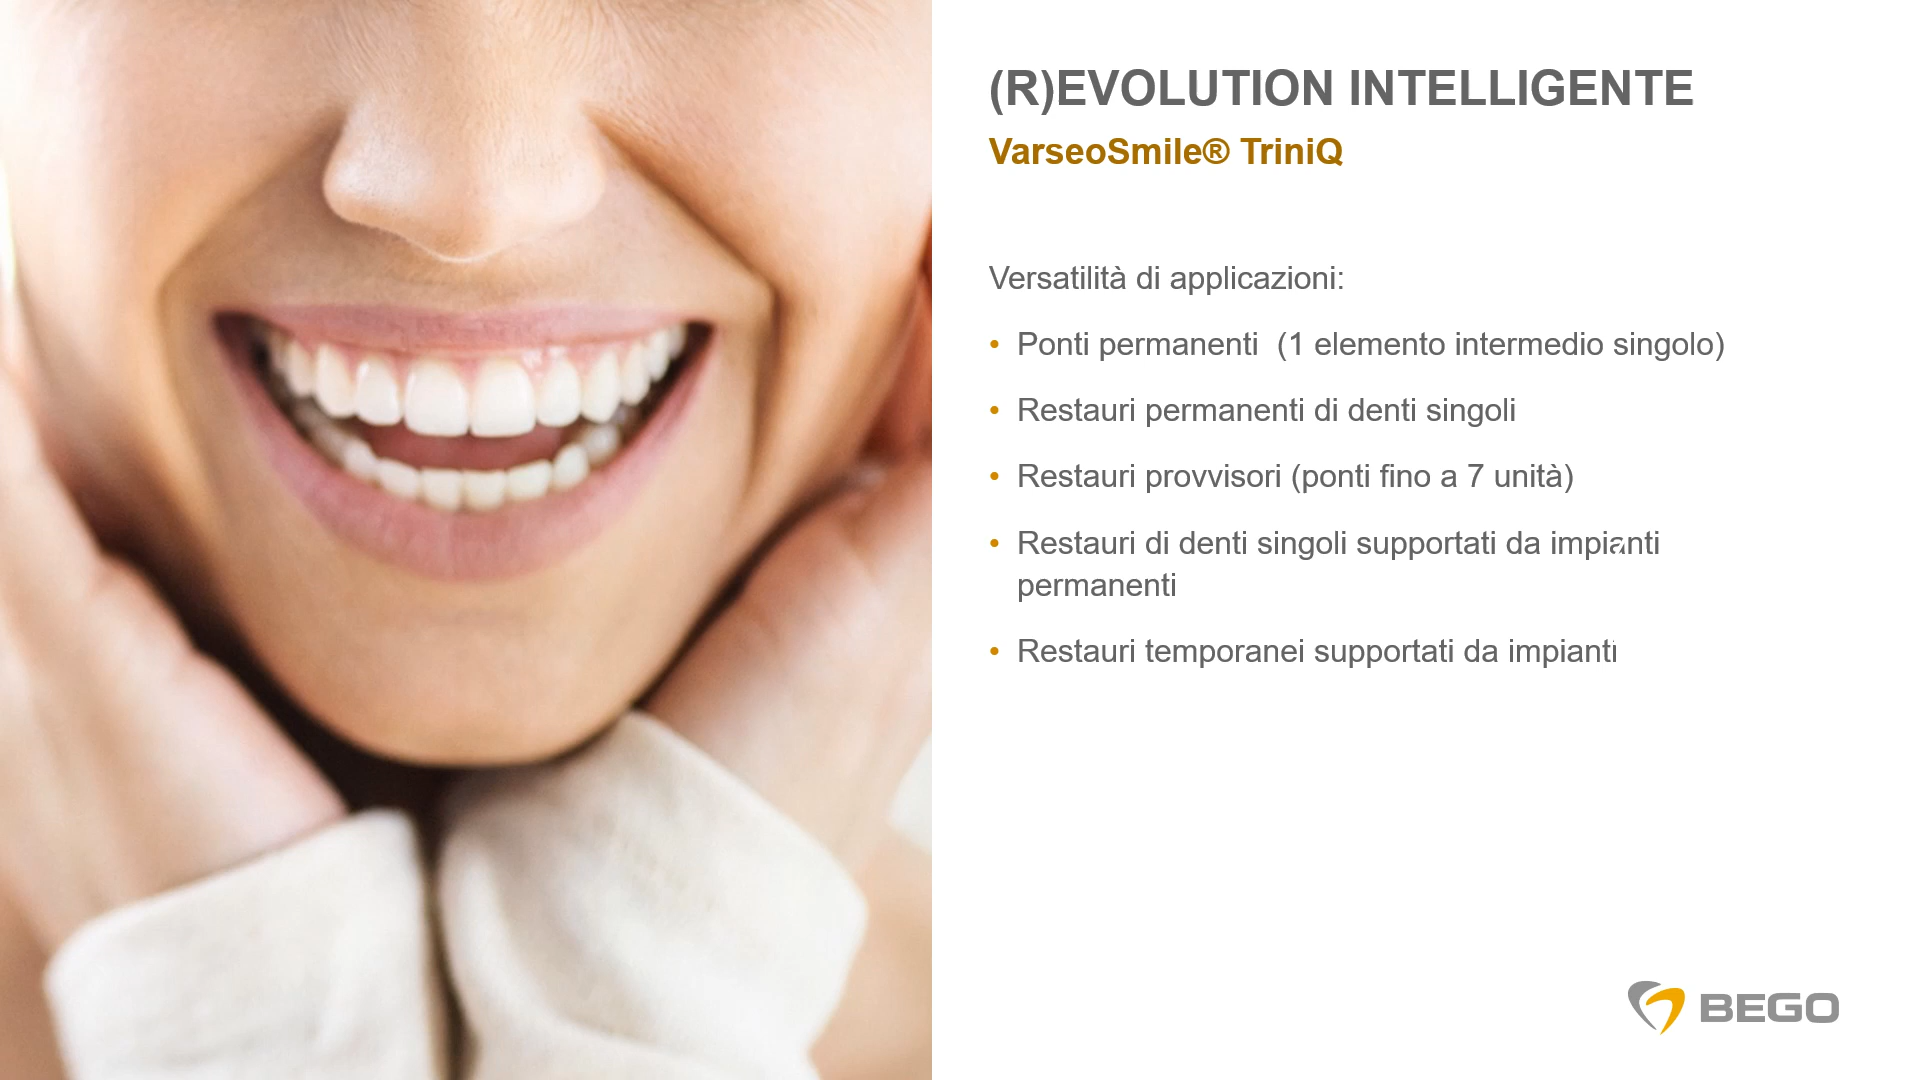 (R)EVOLUTION INTELLIGENTE
VarseoSmile® TriniQ
Versatilità di applicazioni:
• Ponti permanenti  (1 elemento intermedio singolo)
• Restauri permanenti di denti singoli
• Restauri provvisori (ponti fino a 7 unità)
• Restauri di denti singoli supportati da impianti
permanenti
• Restauri temporanei supportati da impianti
BEGO